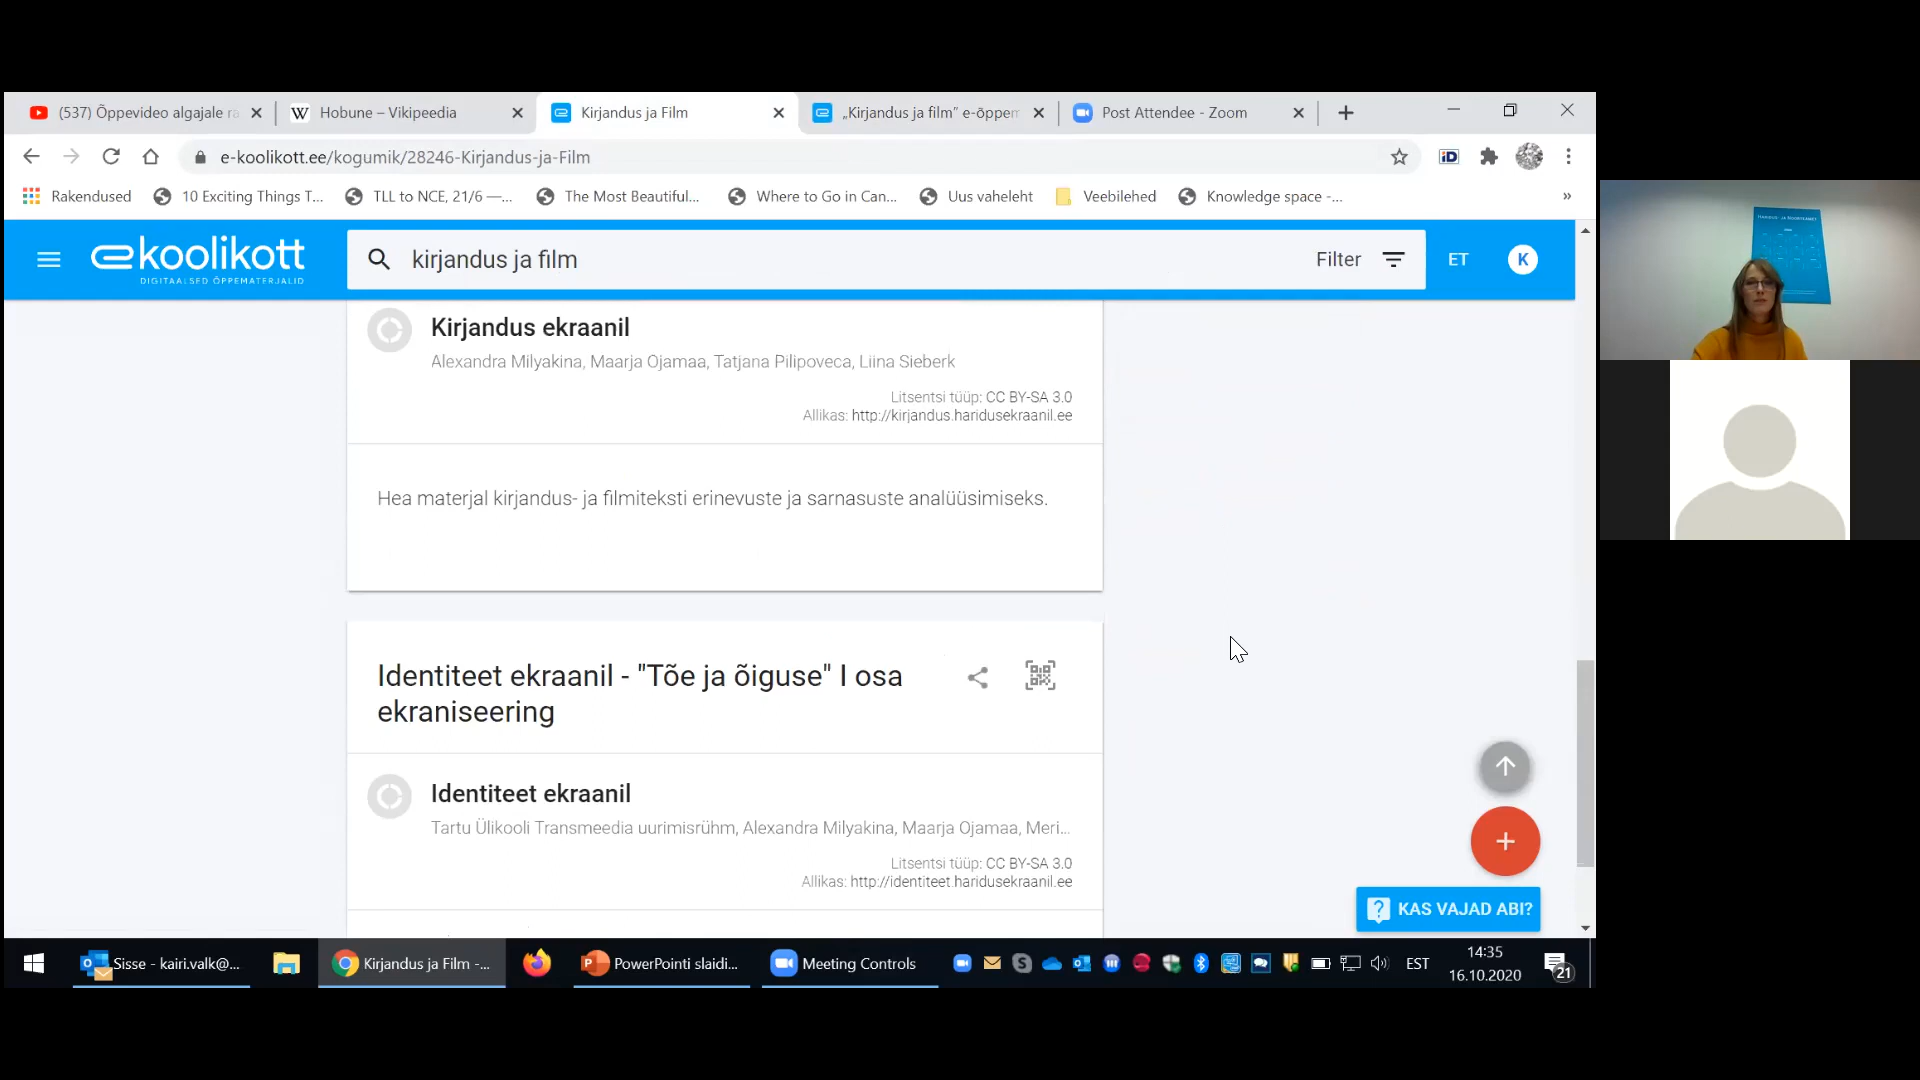 (537) Õppevideo algajale rä
Hobune – Vikipeedia
Kirjandus ja Film
„Kirjandus ja film" e-õppem
Post Attendee - Zoom
e-koolikott.ee/kogumik/28246-Kirjandus-ja-Film
Rakendused
10 Exciting Things T...
TLL to NCE, 21/6 —...
The Most Beautiful...
Where to Go in Can...
Uus vaheleht
Veebilehed
Knowledge space -...
ekoolikott
DIGITAALSED ÕPPEMATERJALID
kirjandus ja film
Filter
ET
K
Kirjandus ekraanil
Alexandra Milyakina, Maarja Ojamaa, Tatjana Pilipoveca, Liina Sieberk
Litsentsi tüüp: CC BY-SA 3.0
Allikas: http://kirjandus.haridusekraanil.ee
Hea materjal kirjandus- ja filmiteksti erinevuste ja sarnasuste analüüsimiseks.
Identiteet ekraanil - "Tõe ja õiguse" I osa
ekraniseering
Identiteet ekraanil
Tartu Ülikooli Transmeedia uurimisrühm, Alexandra Milyakina, Maarja Ojamaa, Meri...
Litsentsi tüüp: CC BY-SA 3.0
Allikas: http://identiteet.haridusekraanil.ee
KAS VAJAD ABI?
Sisse - kairi.valk@...
Kirjandus ja Film -...
PowerPointi slaidi...
Meeting Controls
EST
14:35
16.10.2020
21